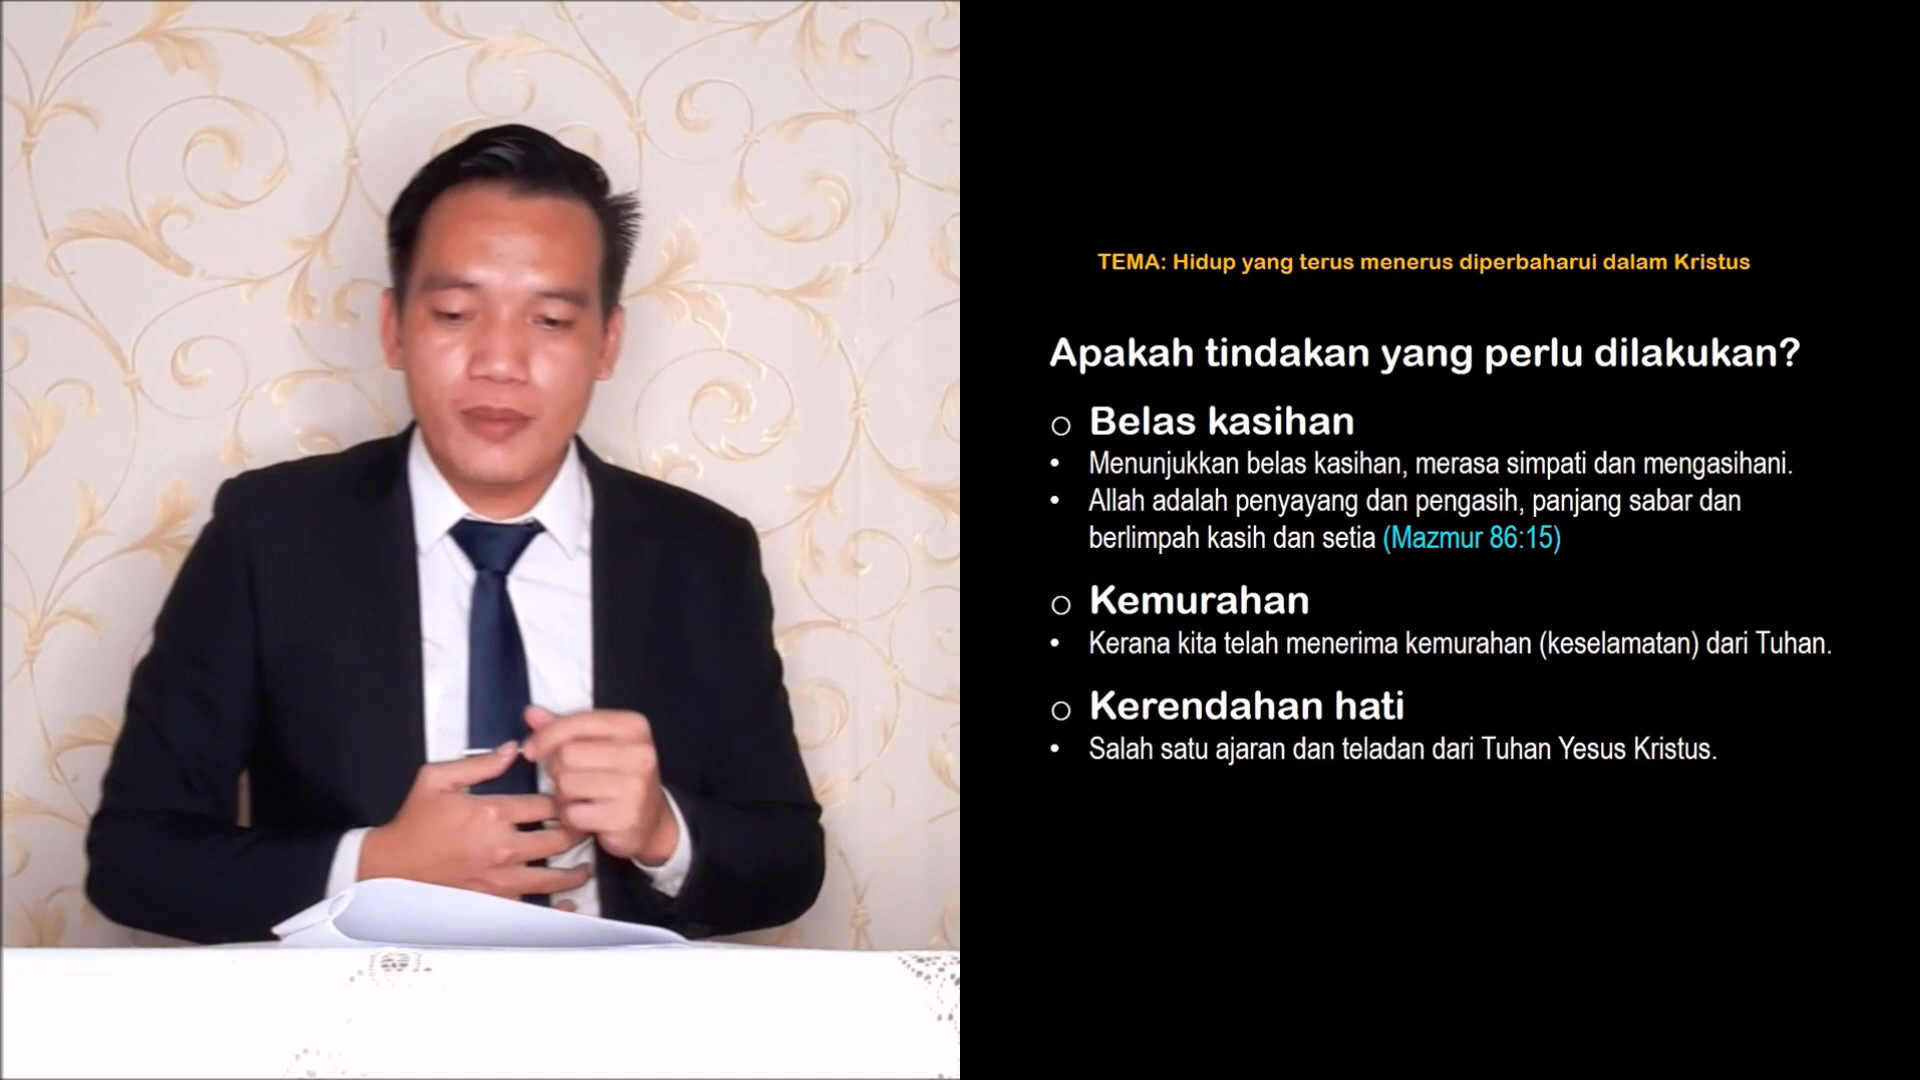 TEMA: Hidup yang terus menerus diperbaharui dalam Kristus
Apakah tindakan yang perlu dilakukan?
o Belas kasihan
• Menunjukkan belas kasihan, merasa simpati dan mengasihani.
• Allah adalah penyayang dan pengasih, panjang sabar dan
berlimpah kasih dan setia (Mazmur 86:15)
o Kemurahan
• Kerana kita telah menerima kemurahan (keselamatan) dari Tuhan.
o Kerendahan hati
• Salah satu ajaran dan teladan dari Tuhan Yesus Kristus.